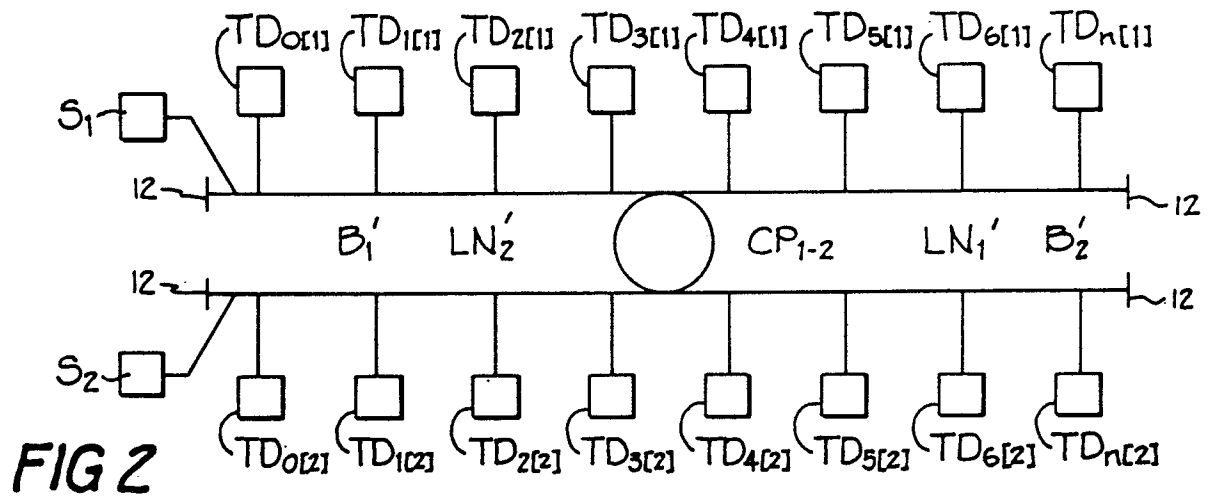 TD0[1] TD1[1] TD2[1] TD3[1] TD4[1] TD5[1] TD6[1] TDn[1]
S1
12 12
B1' LN2' CP1-2 LN1' B2'
12 12
S2
TD0[2] TD1[2] TD2[2] TD3[2] TD4[2] TD5[2] TD6[2] TDn[2]
FIG 2